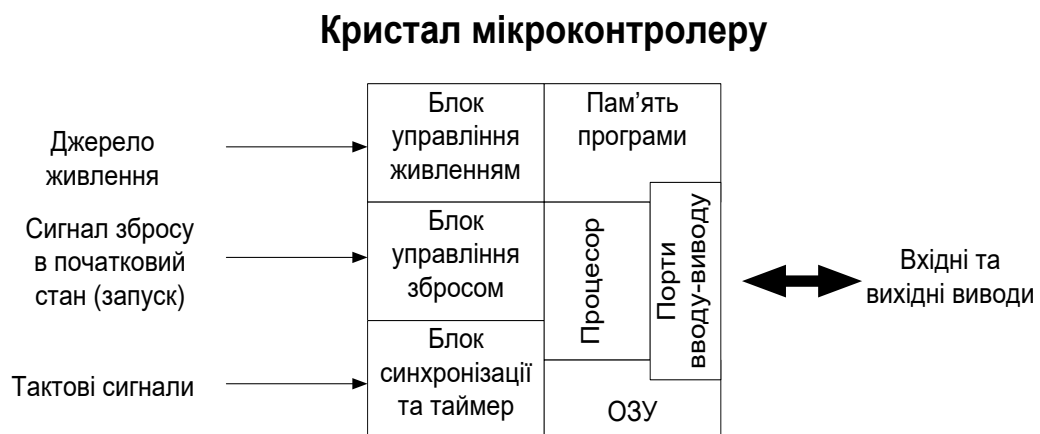 Кристал мікроконтролеру
Джерело
живлення
Сигнал збросу
в початковий
стан (запуск)
Тактові сигнали
Блок
управління
живленням
Блок
управління
збросом
Блок
синхронізації
та таймер
Пам’ять
програми
Процесор
Порти
вводу-виводу
ОЗУ
Вхідні та
вихідні виводи